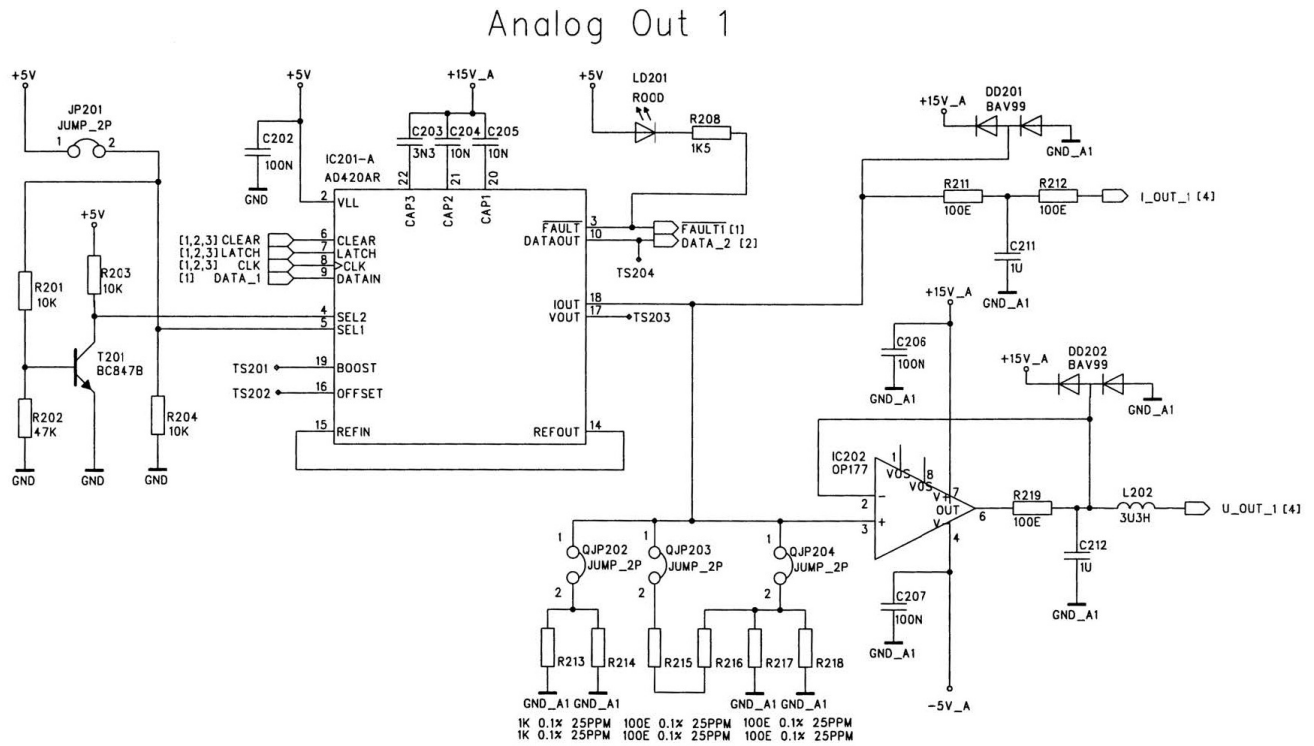 Analog Out 1
+5V
JP201
JUMP_2P
1 2
+5V
R201
10K
R203
10K
T201
BC847B
R202
47K
R204
10K
GND
GND
GND
+5V
C202
100N
GND
+15V_A
C203
3N3
C204
10N
C205
10N
IC201-A
AD420AR
22
21
20
CAP3
CAP2
CAP1
2 VLL
[1,2,3] CLEAR 6 CLEAR
[1,2,3] LATCH 7 LATCH
[1,2,3] CLK 8 CLK
[1] DATA_1 9 DATAIN
4 SEL2
5 SEL1
TS201 19 BOOST
TS202 16 OFFSET
15 REFIN
REFOUT 14
FAULT 3 FAULT1 [1]
DATAOUT 10 DATA_2 [2]
TS204
IOUT 18
VOUT 17 TS203
+5V
LD201
ROOD
R208
1K5
DD201
BAV99
+15V_A
GND_A1
R211
100E
R212
100E
I_OUT_1 [4]
C211
1U
GND_A1
+15V_A
C206
100N
GND_A1
DD202
BAV99
+15V_A
GND_A1
IC202
OP177
1
VOS
8
VOS
V+ 7
2 -
3 +
OUT 6
V- 4
R219
100E
L202
3U3H
U_OUT_1 [4]
C212
1U
GND_A1
C207
100N
GND_A1
-5V_A
1
QJP202
JUMP_2P
2
1
QJP203
JUMP_2P
2
1
QJP204
JUMP_2P
2
R213
R214
R215
R216
R217
R218
GND_A1 GND_A1 GND_A1 GND_A1
1K 0.1% 25PPM 100E 0.1% 25PPM 100E 0.1% 25PPM
1K 0.1% 25PPM 100E 0.1% 25PPM 100E 0.1% 25PPM